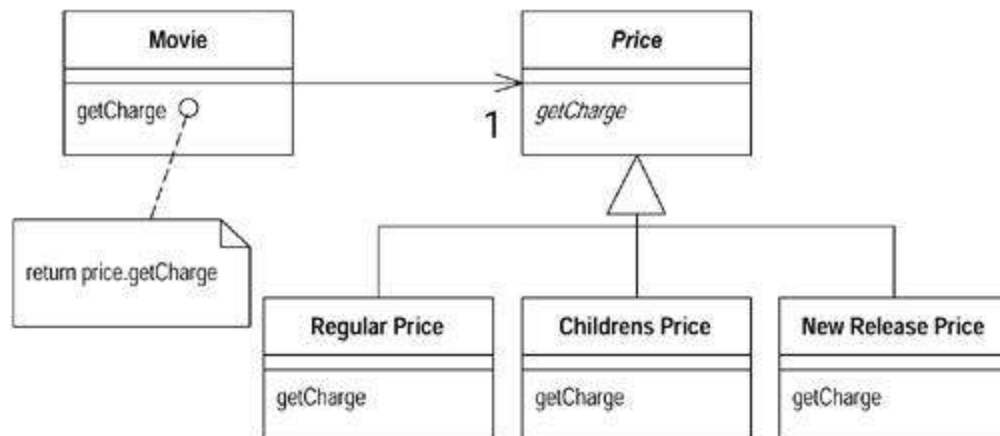 Movie
Price
getCharge
1
getCharge
return price.getCharge
Regular Price
Childrens Price
New Release Price
getCharge
getCharge
getCharge